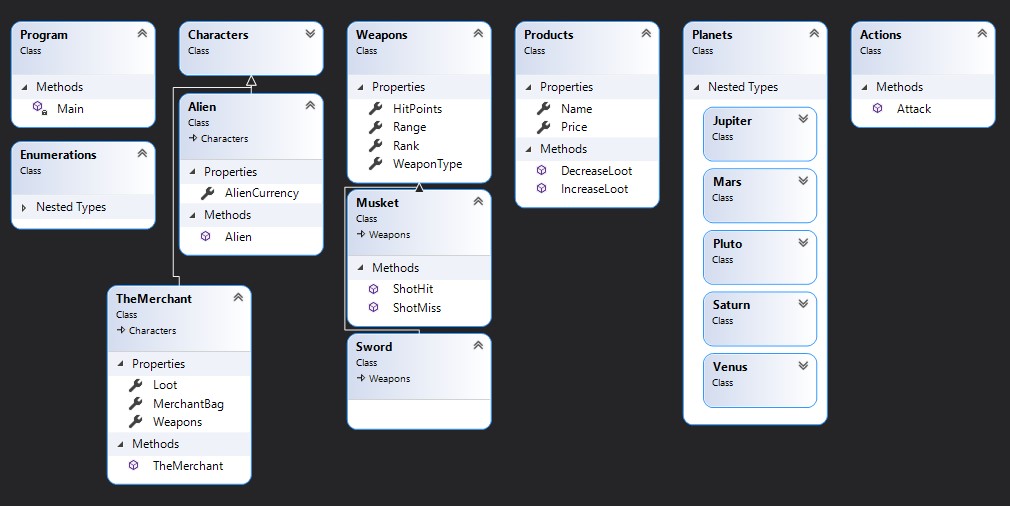 Program
Class
Methods
Main
Enumerations
Class
Nested Types
Characters
Class
Alien
Class
Characters
Properties
AlienCurrency
Methods
Alien
TheMerchant
Class
Characters
Properties
Loot
MerchantBag
Weapons
Methods
TheMerchant
Weapons
Class
Properties
HitPoints
Range
Rank
WeaponType
Musket
Class
Weapons
Methods
ShotHit
ShotMiss
Sword
Class
Weapons
Products
Class
Properties
Name
Price
Methods
DecreaseLoot
IncreaseLoot
Planets
Class
Nested Types
Jupiter
Class
Mars
Class
Pluto
Class
Saturn
Class
Venus
Class
Actions
Class
Methods
Attack